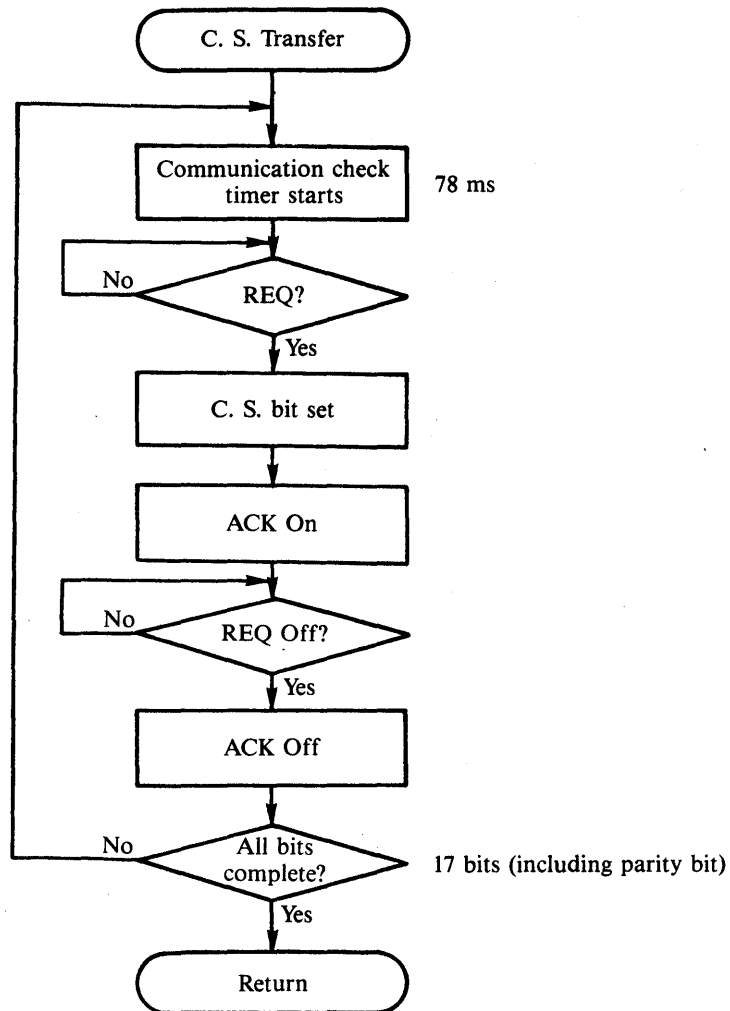 C. S. Transfer
Communication check
timer starts
78 ms
No
REQ?
Yes
C. S. bit set
ACK On
No
REQ Off?
Yes
ACK Off
No
All bits
complete?
17 bits (including parity bit)
Yes
Return